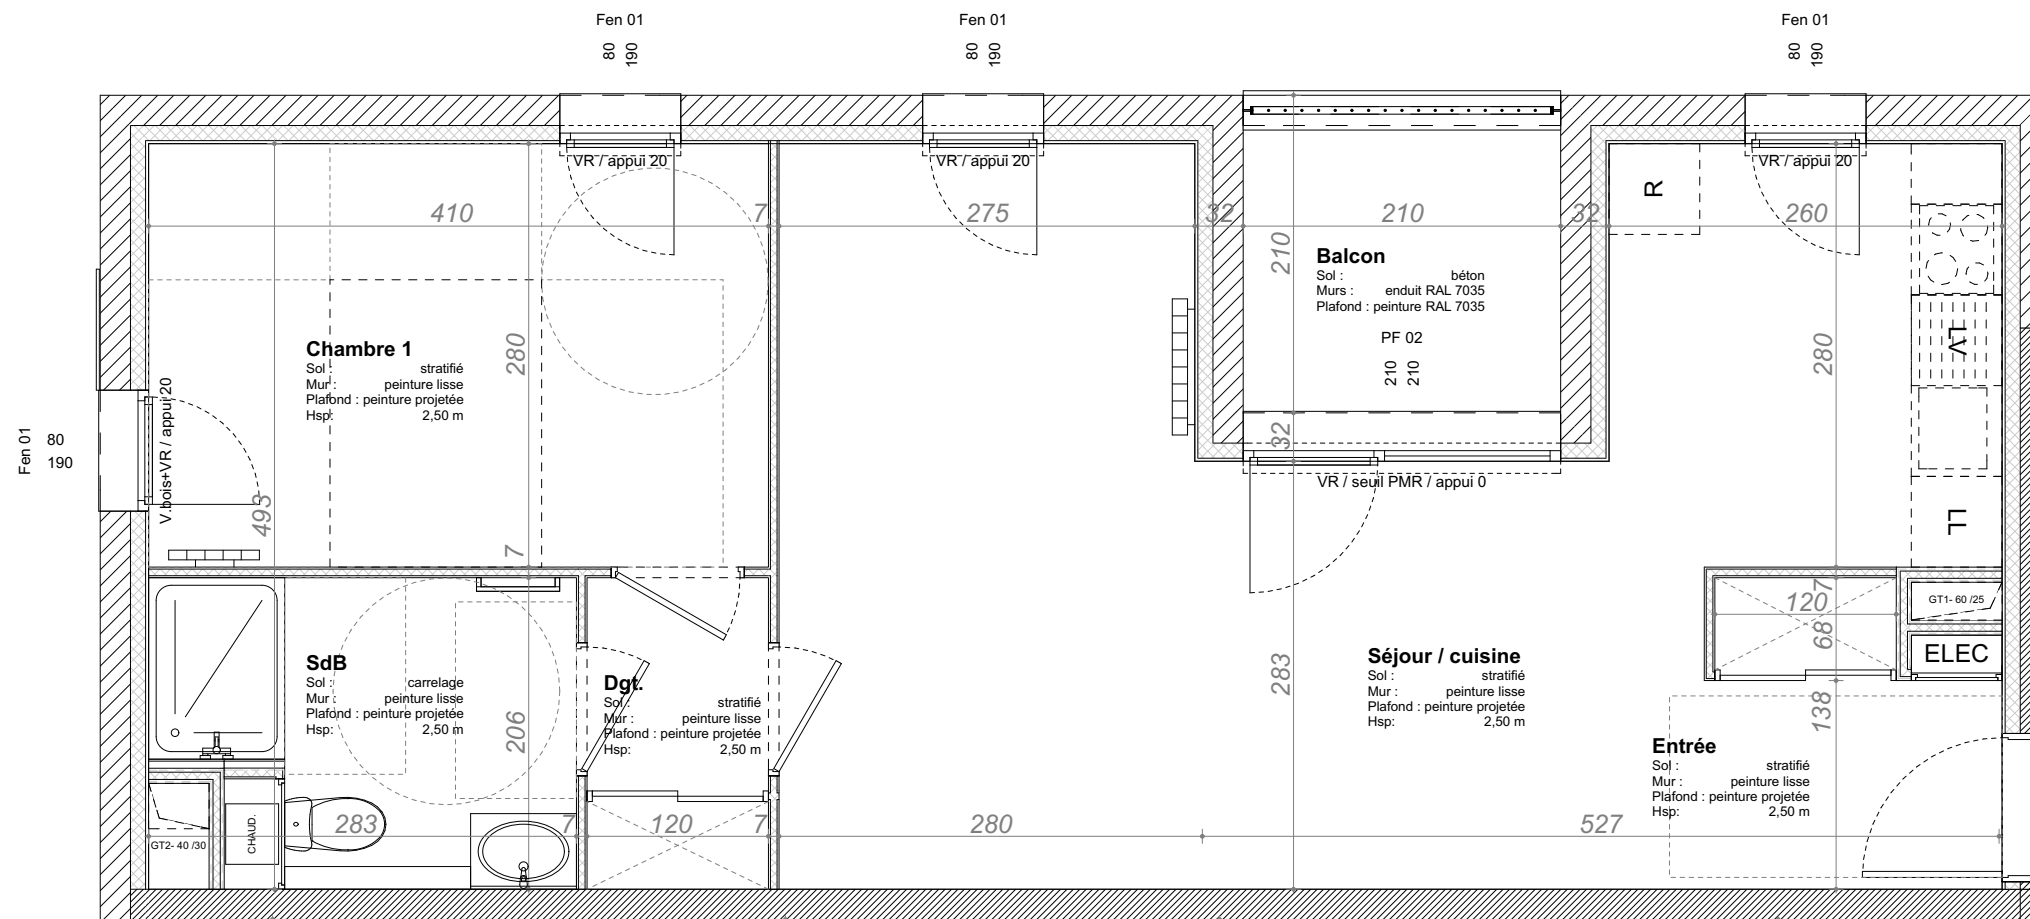 Fen 01
80
190
Fen 01
80
190
Fen 01
80
190
VR / appui 20
VR / appui 20
VR / appui 20
410
7
275
32
210
32
260
R
210
Balcon
Sol : béton
Murs : enduit RAL 7035
Plafond : peinture RAL 7035
PF 02
210
210
Chambre 1
Sol : stratifié
Mur : peinture lisse
Plafond : peinture projetée
Hsp: 2,50 m
280
280
LV
Fen 01
80
190
V.bois+VR / appui 20
32
VR / seuil PMR / appui 0
493
7
LL
7
120
68
GT1- 60 /25
ELEC
SdB
Sol : carrelage
Mur : peinture lisse
Plafond : peinture projetée
Hsp: 2,50 m
206
Dgt.
Sol : stratifié
Mur : peinture lisse
Plafond : peinture projetée
Hsp: 2,50 m
283
Séjour / cuisine
Sol : stratifié
Mur : peinture lisse
Plafond : peinture projetée
Hsp: 2,50 m
138
Entrée
Sol : stratifié
Mur : peinture lisse
Plafond : peinture projetée
Hsp: 2,50 m
GT2- 40 /30
CHAUD.
283
7
120
7
280
527